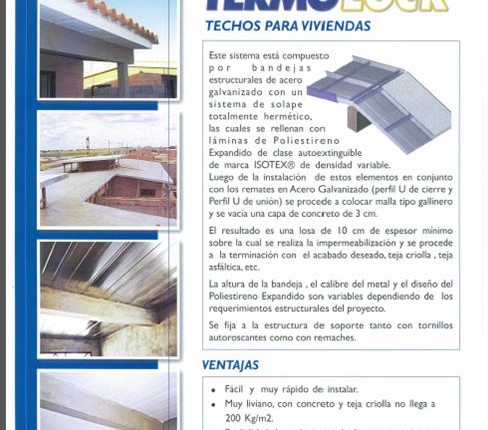 TERMOLOCK
TECHOS PARA VIVIENDAS
Este sistema está compuesto
por bandejas
estructurales de acero
galvanizado con un
sistema de solape
totalmente hermético,
las cuales se rellenan con
láminas de Poliestireno
Expandido de clase autoextinguible
de marca ISOTEX® de densidad variable.
Luego de la instalación de estos elementos en conjunto
con los remates en Acero Galvanizado (perfil U de cierre y
Perfil U de unión) se procede a colocar malla tipo gallinero
y se vacía una capa de concreto de 3 cm.
El resultado es una losa de 10 cm de espesor mínimo
sobre la cual se realiza la impermeabilización y se procede
a la terminación con el acabado deseado, teja criolla , teja
asfáltica, etc.
La altura de la bandeja , el calibre del metal y el diseño del
Poliestireno Expandido son variables dependiendo de los
requerimientos estructurales del proyecto.
Se fija a la estructura de soporte tanto con tornillos
autoroscantes como con remaches.
VENTAJAS
• Fácil y muy rápido de instalar.
• Muy liviano, con concreto y teja criolla no llega a
200 Kg/m2.